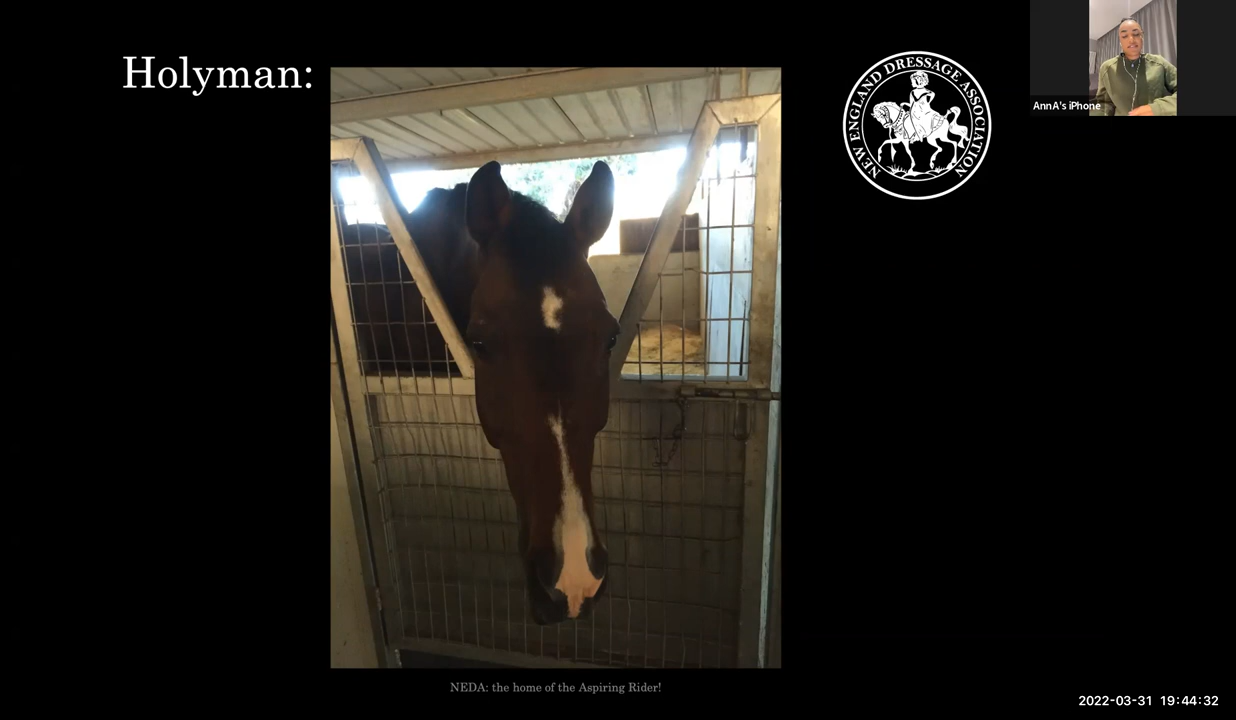 Holyman:
NEW ENGLAND DRESSAGE ASSOCIATION
AnnA's iPhone
NEDA: the home of the Aspiring Rider!
2022-03-31 19:44:32